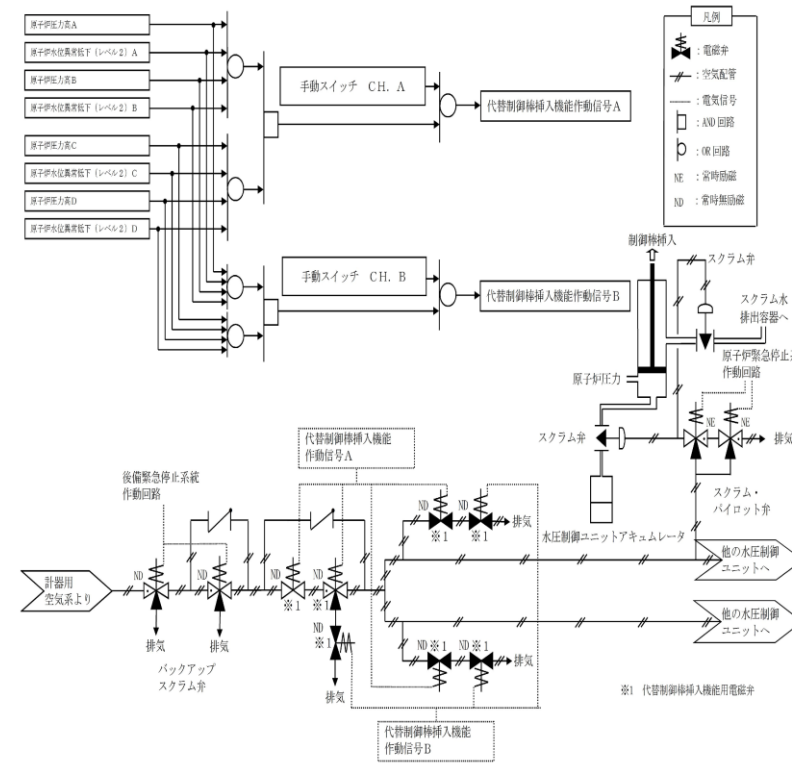 原子炉圧力高A
原子炉水位異常低下（レベル2）A
原子炉圧力高B
原子炉水位異常低下（レベル2）B
原子炉圧力高C
原子炉水位異常低下（レベル2）C
原子炉圧力高D
原子炉水位異常低下（レベル2）D
手動スイッチ CH. A
代替制御棒挿入機能作動信号A
手動スイッチ CH. B
代替制御棒挿入機能作動信号B
凡例
：電磁弁
：空気配管
：電気信号
：AND回路
：OR回路
NE ：常時励磁
ND ：常時無励磁
制御棒挿入
スクラム弁
スクラム水
排出容器へ
原子炉緊急停止系
作動回路
原子炉圧力
NE
NE
排気
スクラム弁
スクラム・
パイロット弁
水圧制御ユニットアキュムレータ
代替制御棒挿入機能
作動信号A
後備緊急停止系統
作動回路
ND
ND
※1
※1
排気
計器用
空気系より
ND
ND
ND
ND
※1
※1
ND
※1
排気
排気
排気
バックアップ
スクラム弁
他の水圧制御
ユニットへ
他の水圧制御
ユニットへ
ND※1
ND※1
排気
代替制御棒挿入機能
作動信号B
※1 代替制御棒挿入機能用電磁弁